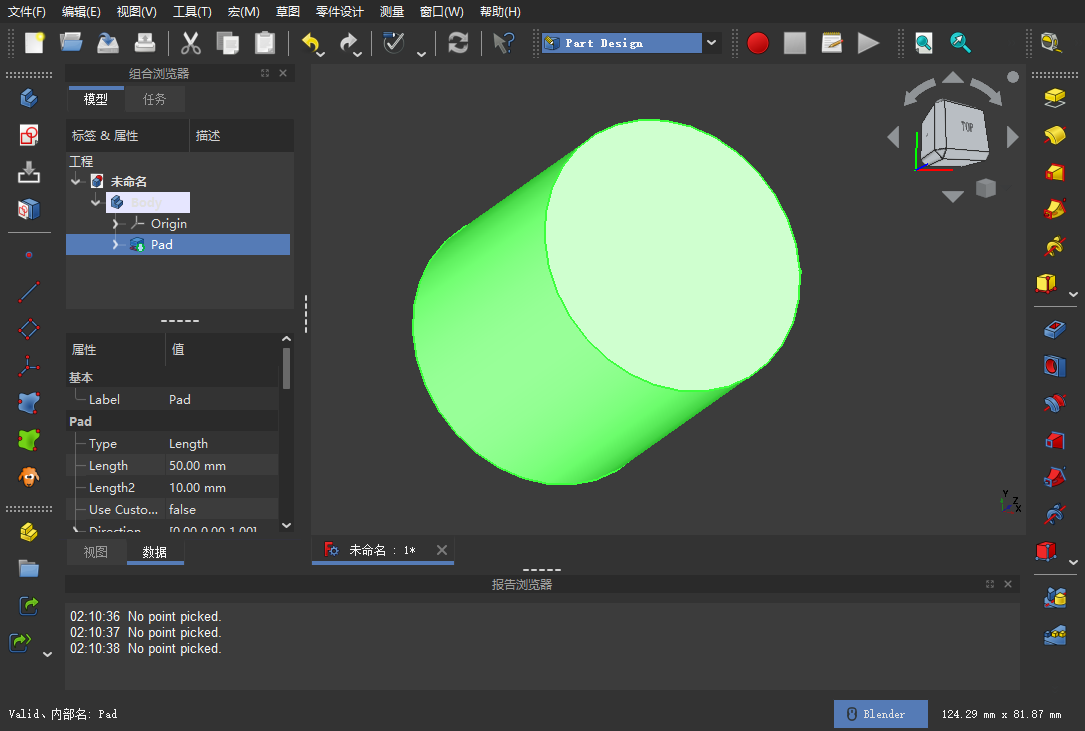 文件(F) 编辑(E) 视图(V) 工具(T) 宏(M) 草图 零件设计 测量 窗口(W) 帮助(H)
Part Design
组合浏览器
模型 任务
标签 & 属性 描述
工程
未命名
Body
Origin
Pad
TOP
属性 值
基本
Label Pad
Pad
Type Length
Length 50.00 mm
Length2 10.00 mm
Use Custo... false
Direction [0.00 0.00 1.00]
视图 数据
Y
Z
X
未命名 : 1*
报告浏览器
02:10:36 No point picked.
02:10:37 No point picked.
02:10:38 No point picked.
Valid、内部名: Pad
Blender
124.29 mm x 81.87 mm